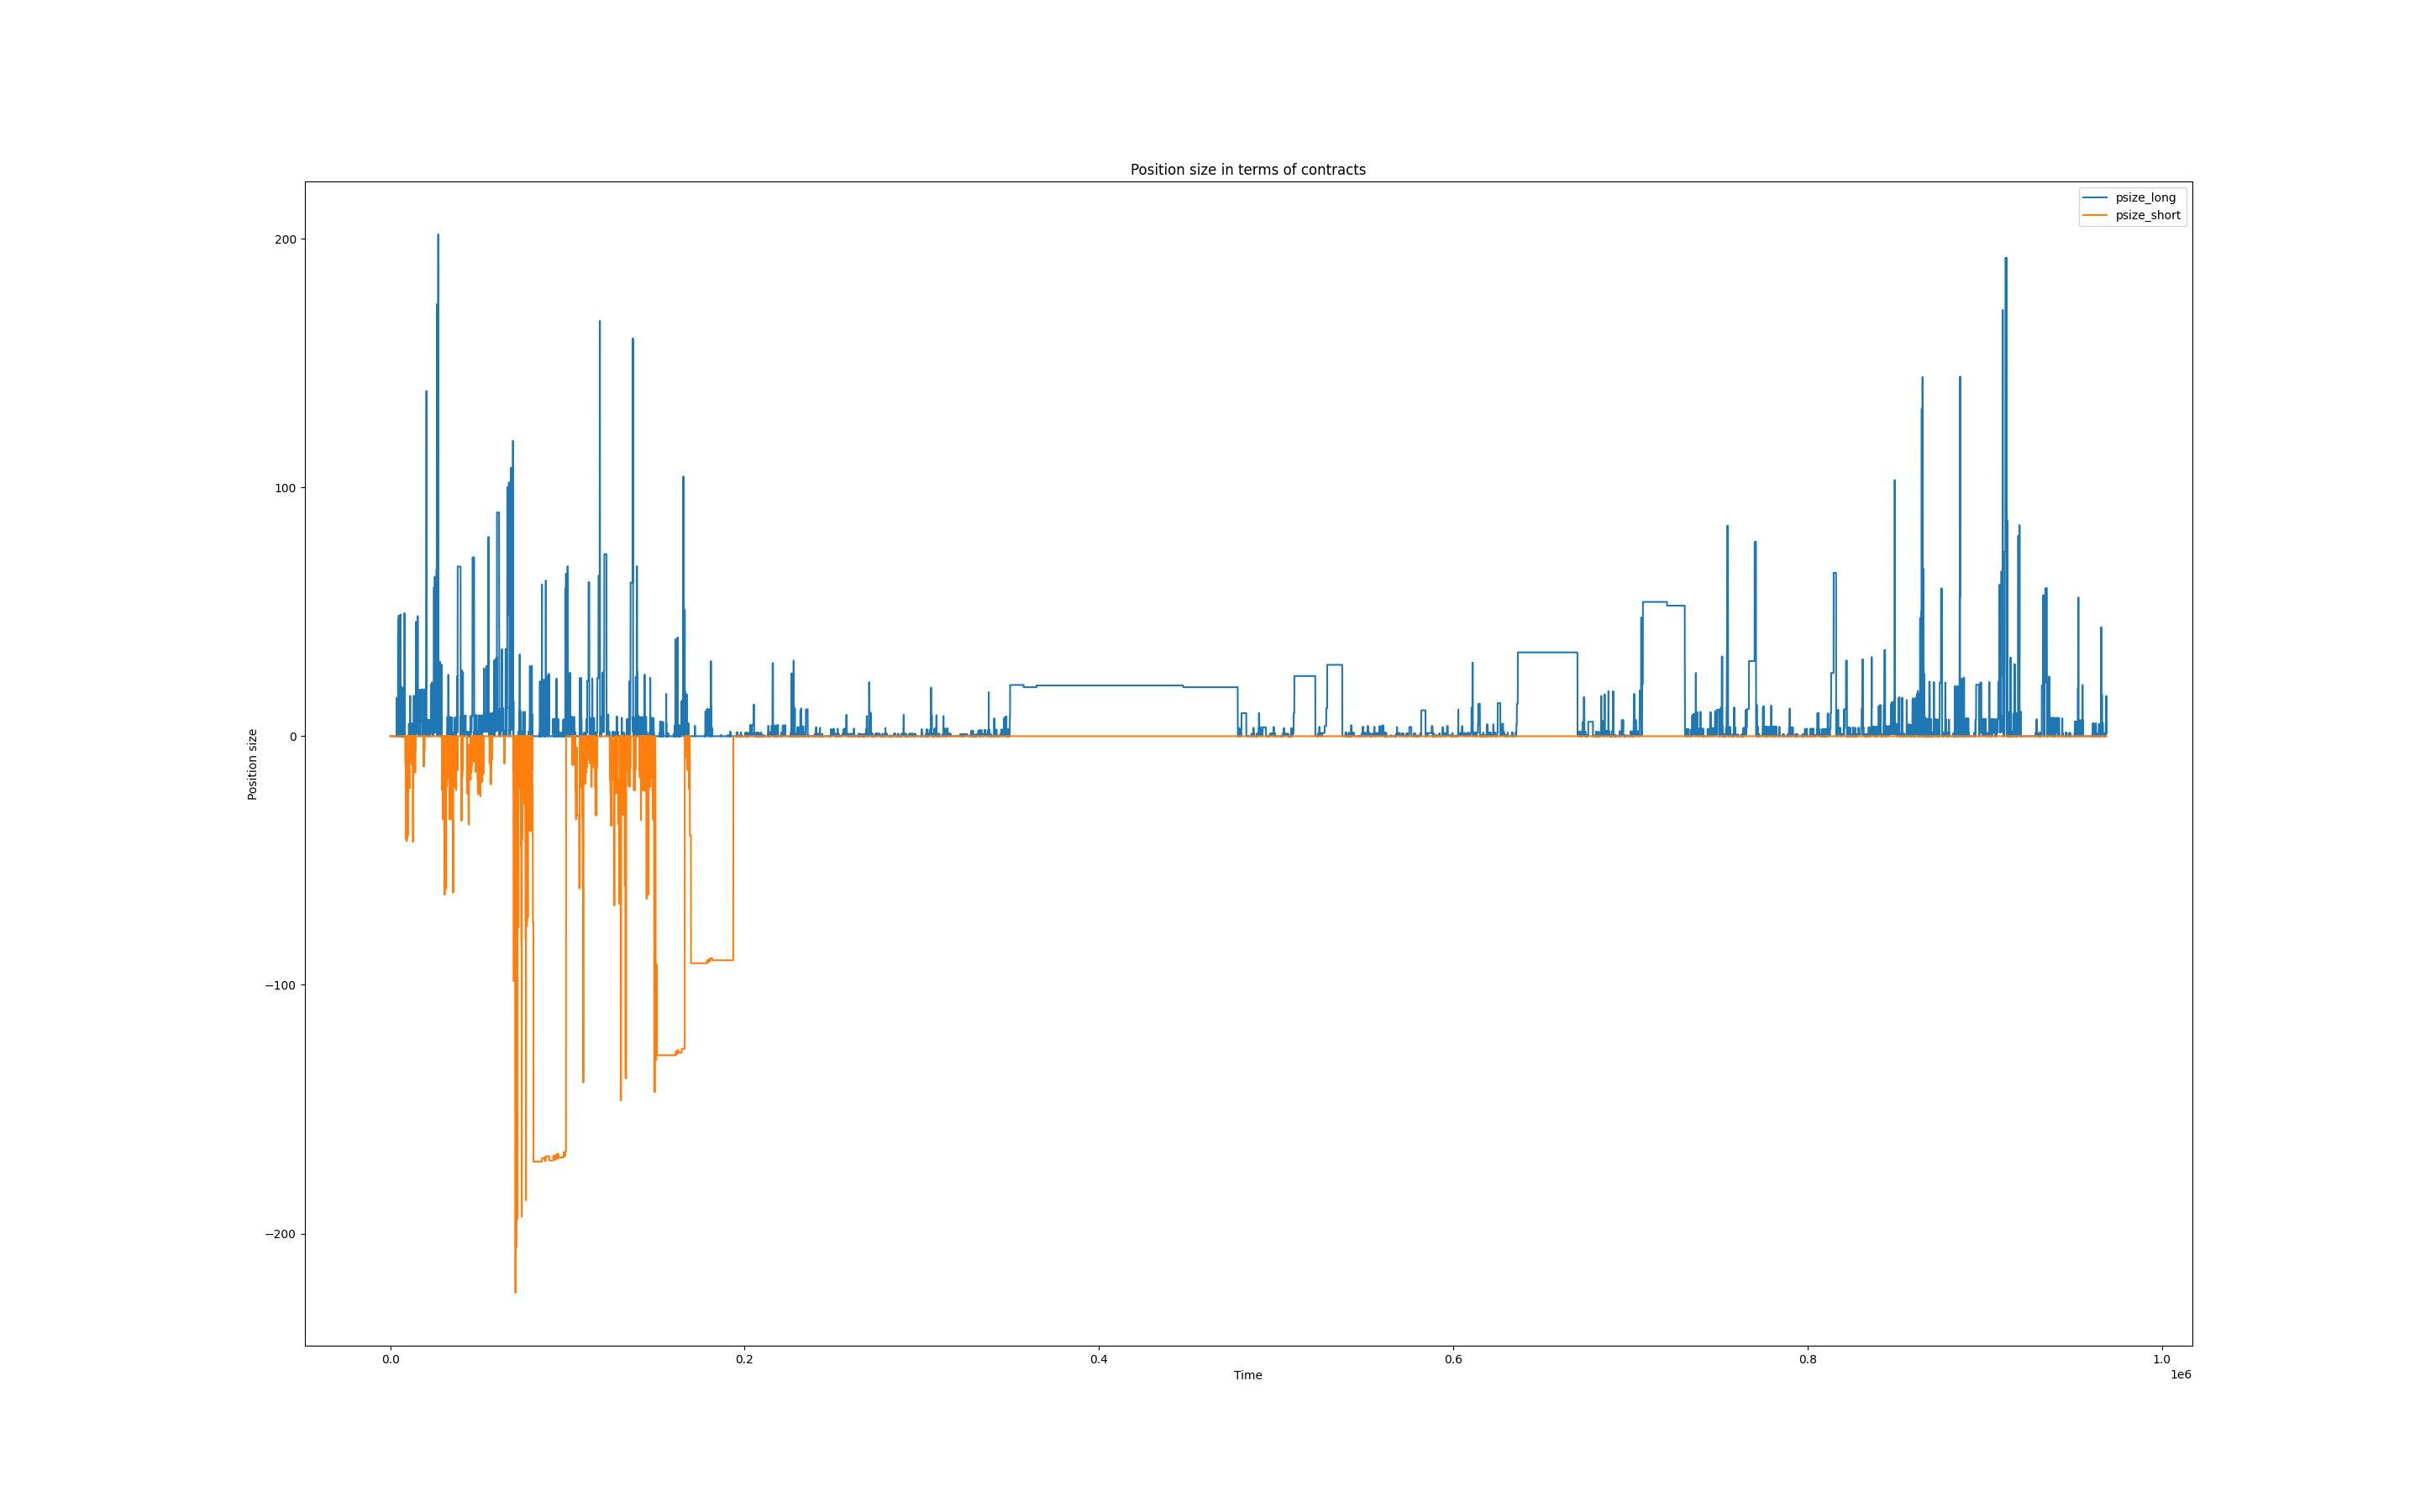 Position size in terms of contracts
psize_long
psize_short
200
100
0
−100
−200
Position size
0.0 0.2 0.4 0.6 0.8 1.0
Time
1e6